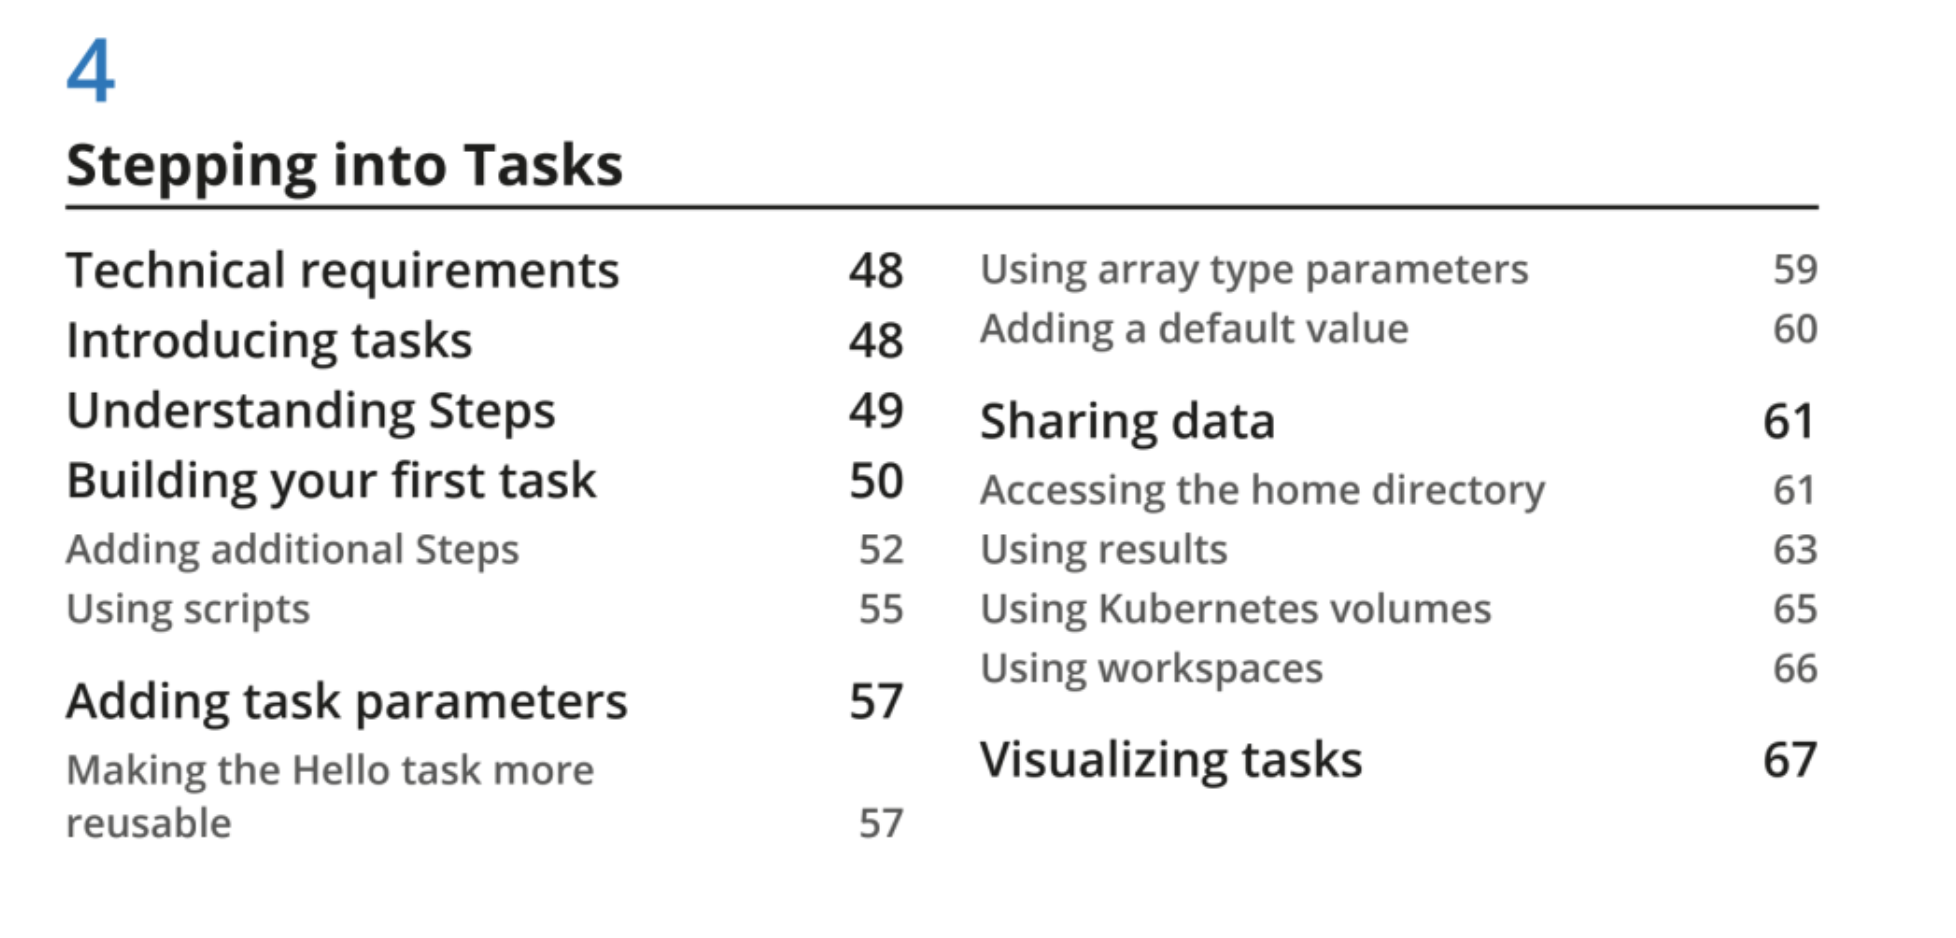 4
Stepping into Tasks
Technical requirements 48
Introducing tasks 48
Understanding Steps 49
Building your first task 50
Adding additional Steps 52
Using scripts 55
Adding task parameters 57
Making the Hello task more
reusable 57
Using array type parameters 59
Adding a default value 60
Sharing data 61
Accessing the home directory 61
Using results 63
Using Kubernetes volumes 65
Using workspaces 66
Visualizing tasks 67